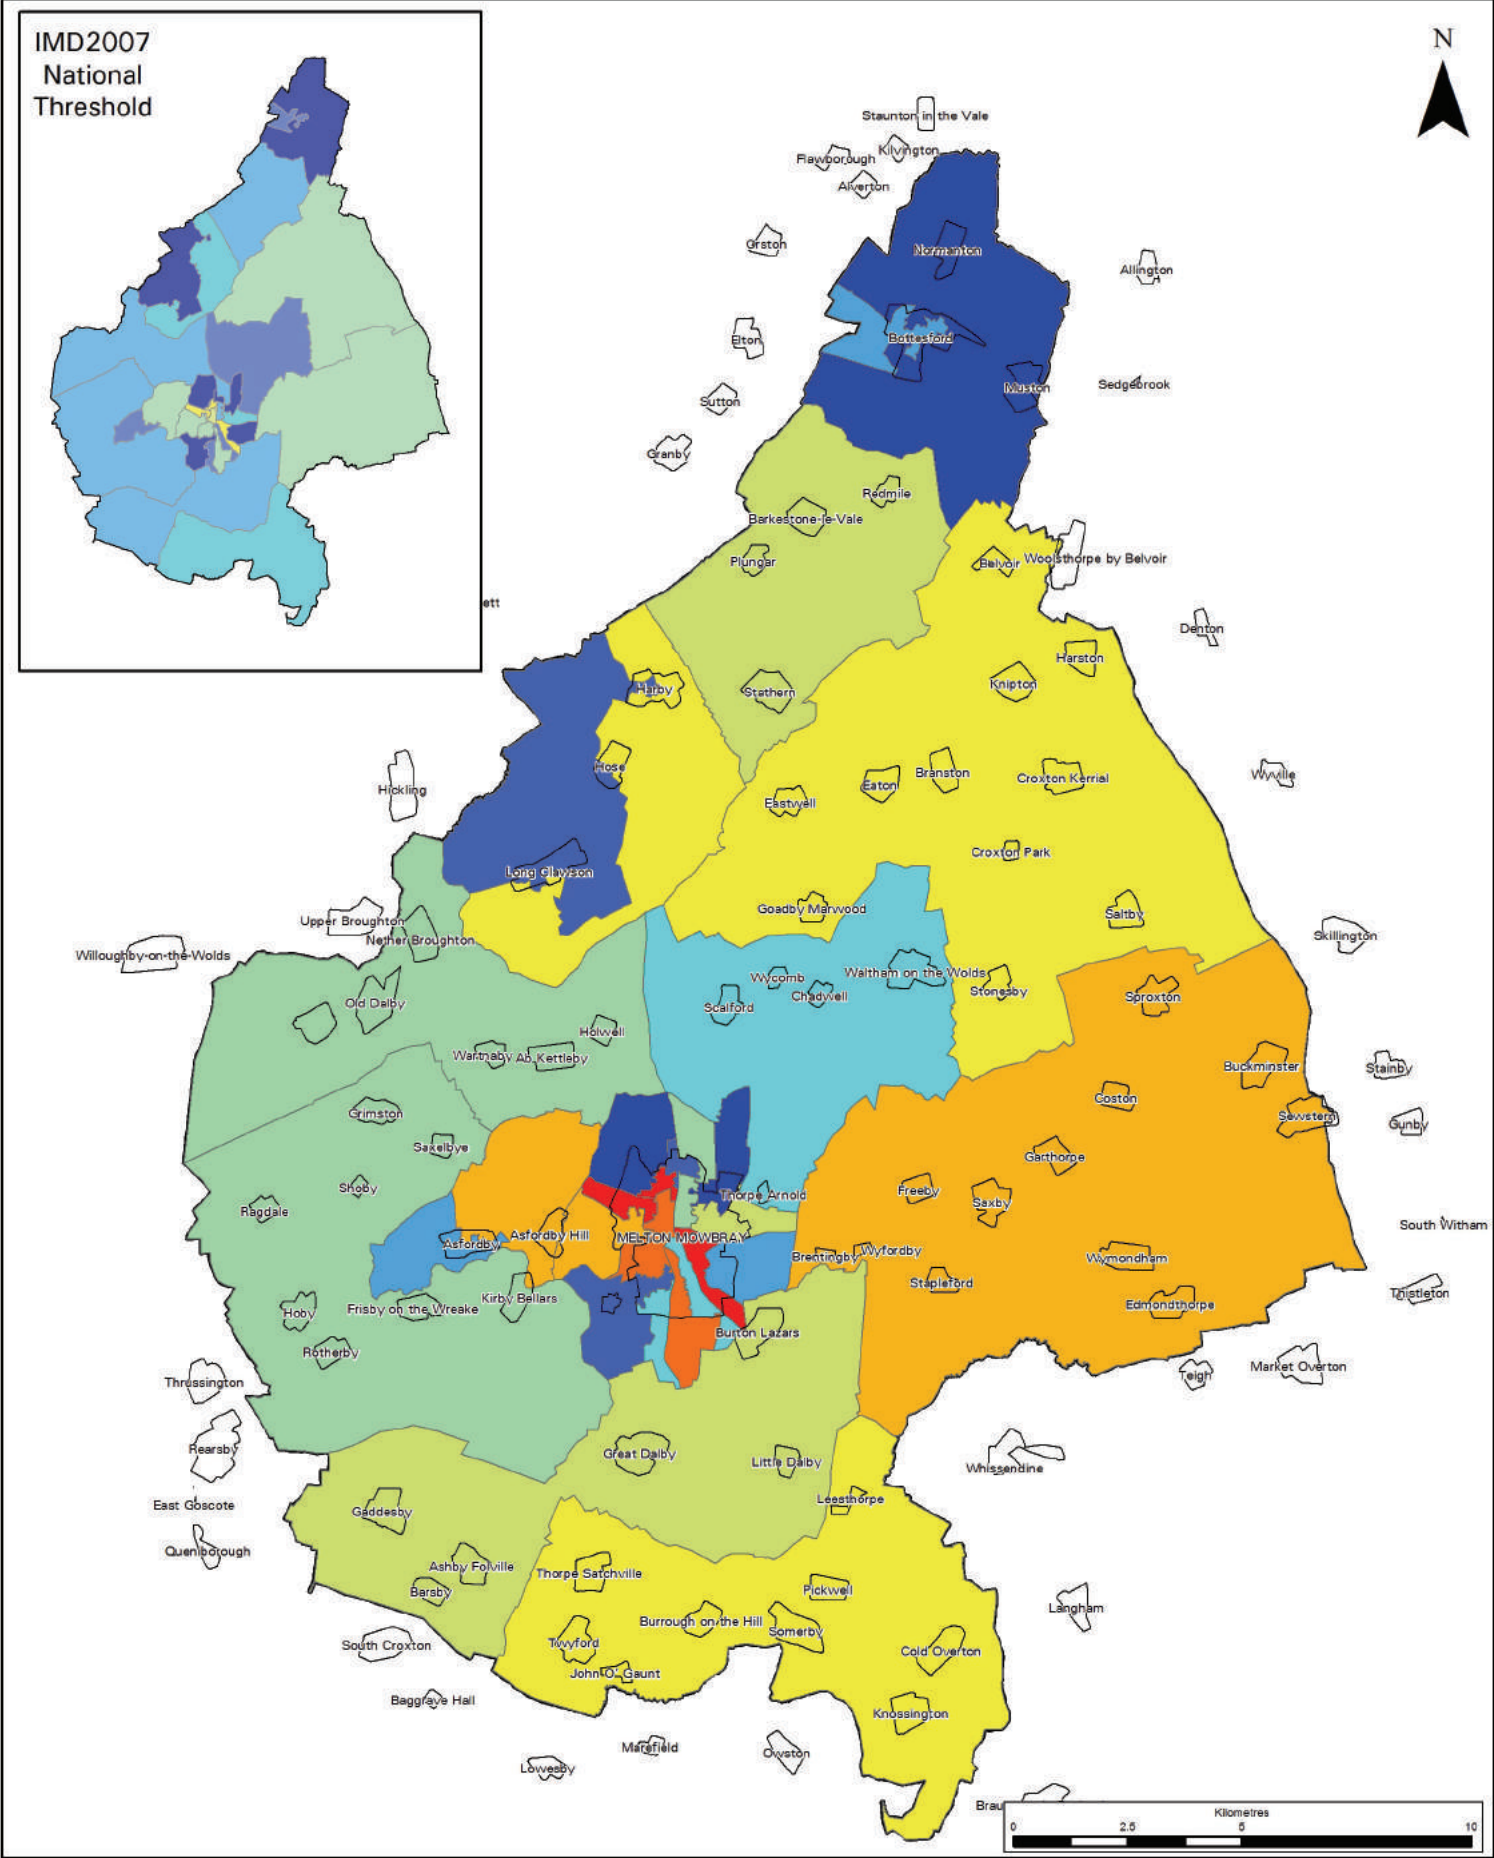 IMD2007
National
Threshold
N
Staunton in the Vale
Kilvington
Flawborough
Alverton
Orston
Normanton
Allington
Elton
Bottesford
Sedgebrook
Muston
Sutton
Granby
Redmile
Barkestone-le-Vale
Plungar
Belvoir
Woolsthorpe by Belvoir
ett
Denton
Harston
Knipton
Harby
Stathern
Hose
Branston
Croxton Kerrial
Wyville
Hickling
Eaton
Eastwell
Croxton Park
Long Clawson
Goadby Marwood
Saltby
Upper Broughton
Nether Broughton
Skillington
Willoughby-on-the-Wolds
Waltham on the Wolds
Wycomb
Chadwell
Stonesby
Sproxton
Old Dalby
Scalford
Holwell
Wartnaby
Ab Kettleby
Buckminster
Stainby
Coston
Grimston
Sewstern
Gunby
Saxelbye
Garthorpe
Shoby
Freeby
Thorpe Arnold
Saxby
Ragdale
South Witham
Asfordby
Asfordby Hill
MELTON MOWBRAY
Brentingby
Wyfordby
Wymondham
Stapleford
Kirby Bellars
Thistleton
Hoby
Frisby on the Wreake
Edmondthorpe
Burton Lazars
Rotherby
Market Overton
Teigh
Thrussington
Rearsby
Great Dalby
Little Dalby
Whissendine
Leesthorpe
East Goscote
Gaddesby
Queniborough
Ashby Folville
Thorpe Satchville
Barsby
Pickwell
Langham
Burrough on the Hill
Somerby
South Croxton
Twyford
Cold Overton
John O' Gaunt
Baggrave Hall
Knossington
Marefield
Owston
Lowesby
Brau
Kilometres
0 2.5 5 10